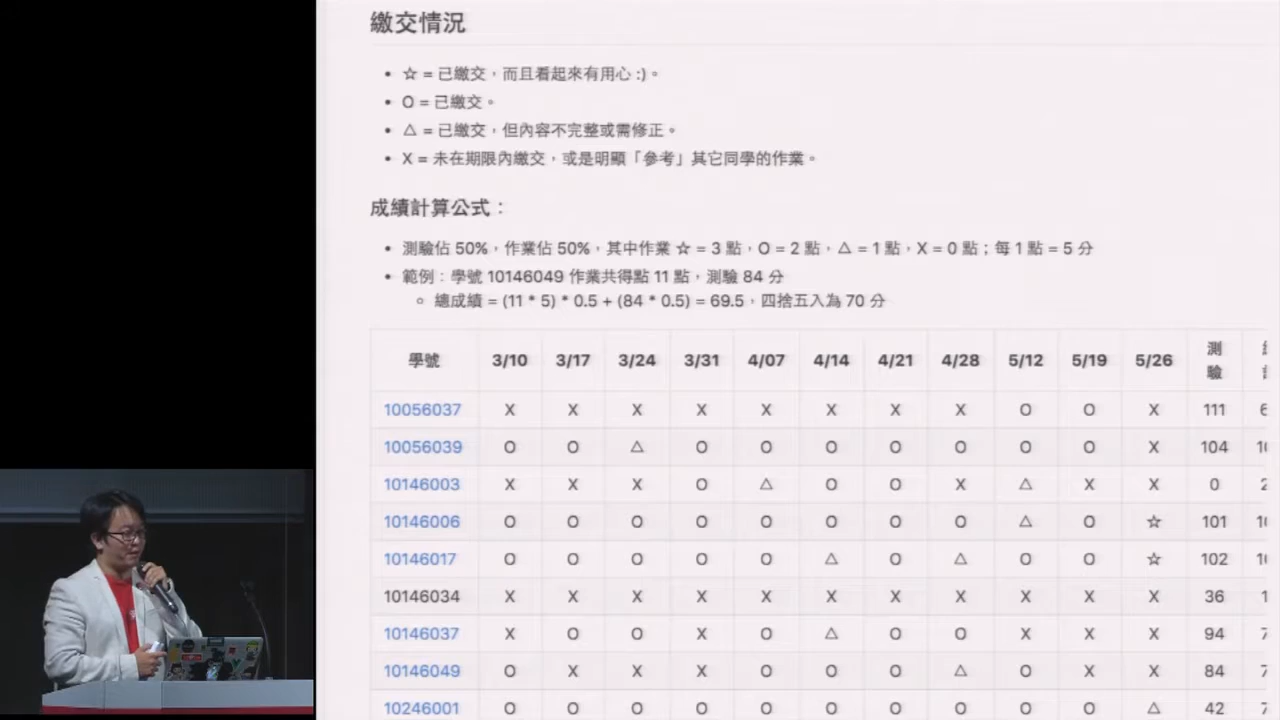 繳交情況
• ☆ = 已繳交，而且看起來有用心 :)。
• O = 已繳交。
• △ = 已繳交，但內容不完整或需修正。
• X = 未在期限內繳交，或是明顯「參考」其它同學的作業。
成績計算公式：
• 測驗佔 50%，作業佔 50%，其中作業 ☆ = 3 點，O = 2 點，△ = 1 點，X = 0 點；每 1 點 = 5 分
• 範例：學號 10146049 作業共得點 11 點，測驗 84 分
○ 總成績 = (11 * 5) * 0.5 + (84 * 0.5) = 69.5，四捨五入為 70 分
學號 3/10 3/17 3/24 3/31 4/07 4/14 4/21 4/28 5/12 5/19 5/26 測驗
10056037 X X X X X X X X O O X 111
10056039 O O △ O O O O O O O X 104
10146003 X X X O △ O O X △ X X 0
10146006 O O O O O O O O △ O ☆ 101
10146017 O O O O O △ O △ O O ☆ 102
10146034 X X X X X X X X X X X 36
10146037 X O O X O △ O O X X X 94
10146049 O X X X O O O △ O X X 84
10246001 O O O O O O O O O O △ 42